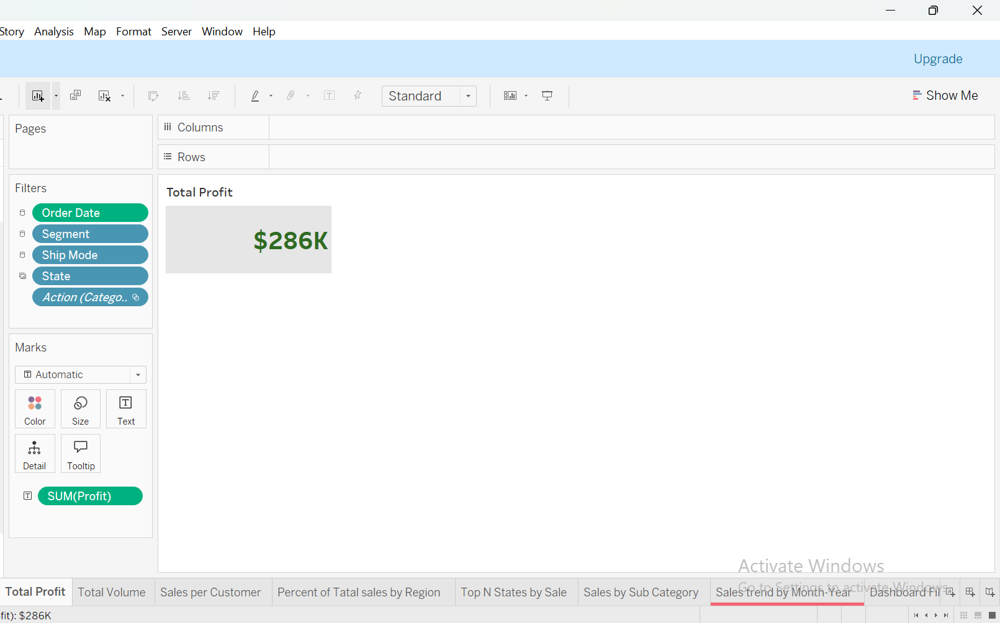 Story Analysis Map Format Server Window Help
Upgrade
Standard
Show Me
Pages
Columns
Rows
Filters
Order Date
Segment
Ship Mode
State
Action (Catego..
Total Profit
$286K
Marks
Automatic
Color Size Text
Detail Tooltip
SUM(Profit)
Activate Windows
Go to Settings to activate Windows.
Total Profit Total Volume Sales per Customer Percent of Tatal sales by Region Top N States by Sale Sales by Sub Category Sales trend by Month-Year Dashboard Fil
fit): $286K